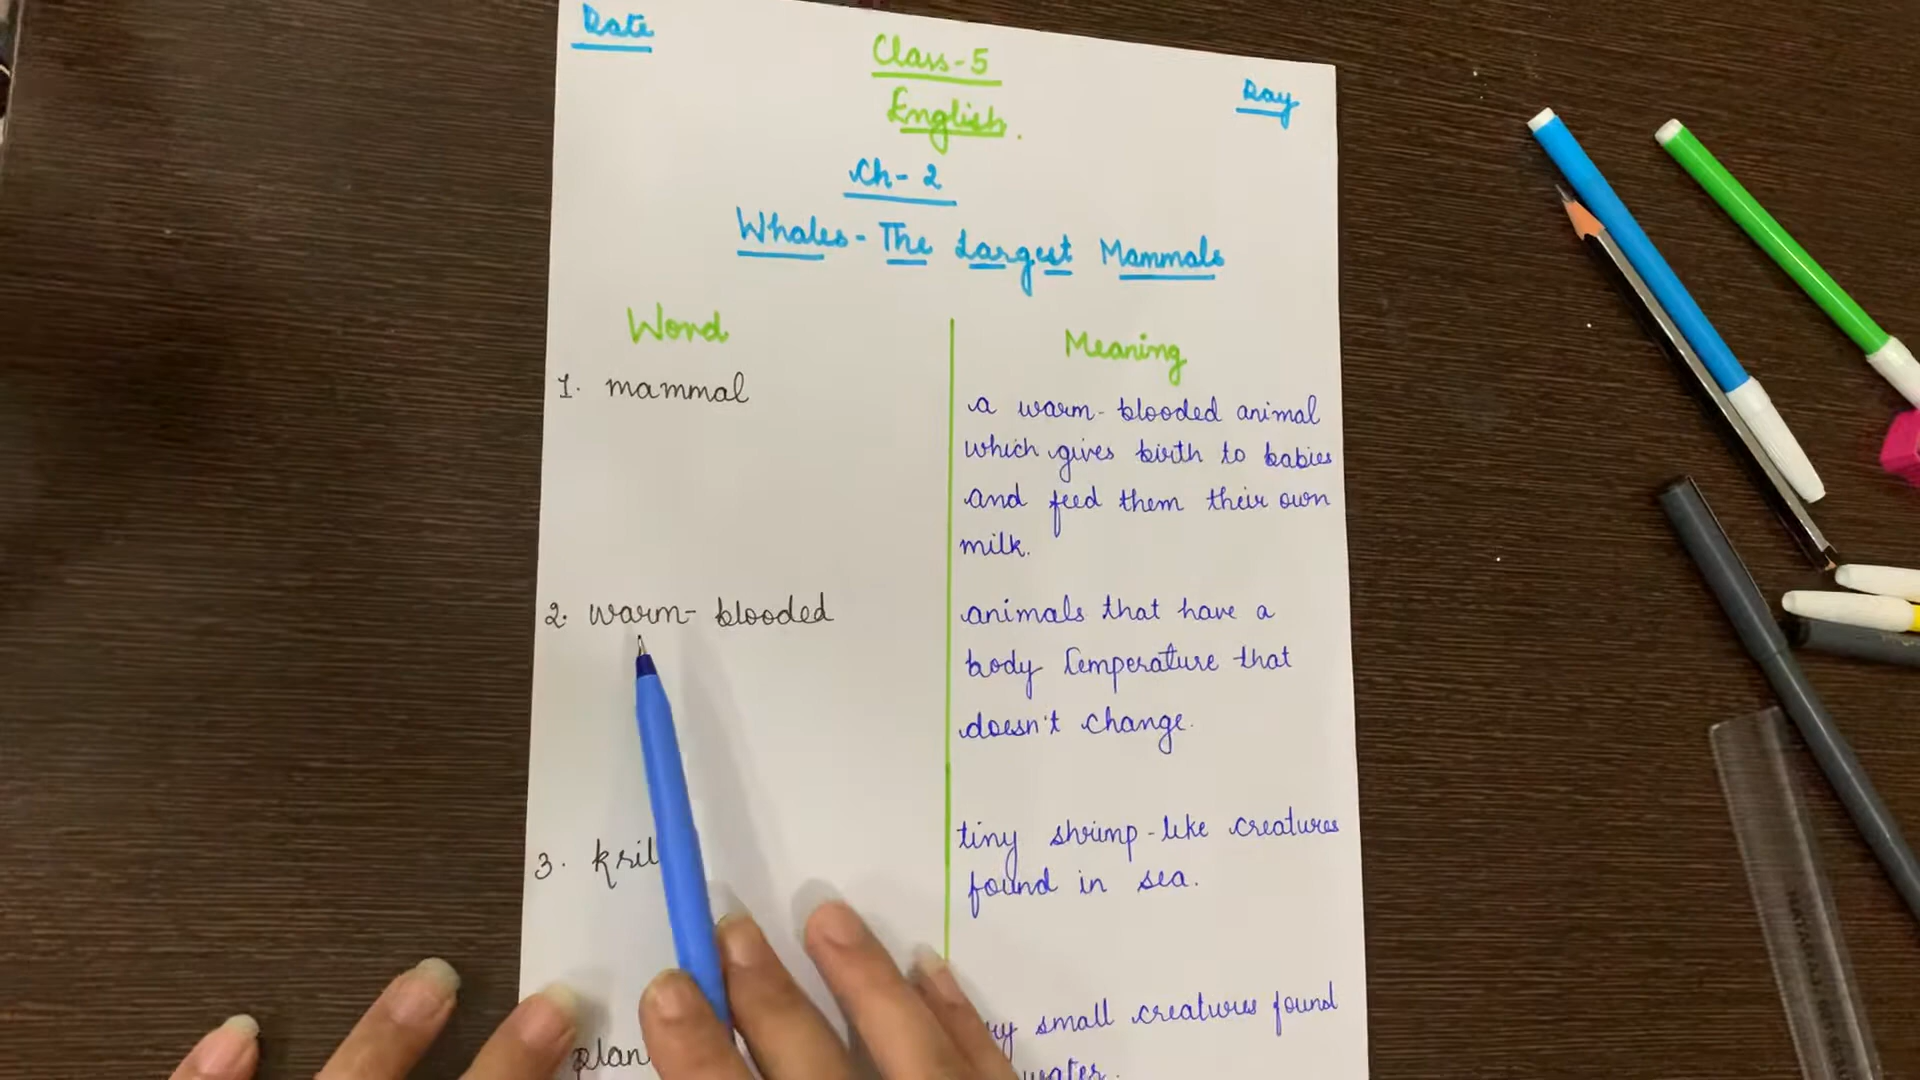 Date
Class-5
Day
English.
Ch-2
Whales-The Largest Mammals
Word
Meaning
1. mammal
a warm-blooded animal
which gives birth to babies
and feed them their own
milk.
2. warm-blooded
animals that have a
body Temperature that
doesn't change.
3.
tiny shrimp-like creatures
found in sea.
small creatures found
water.